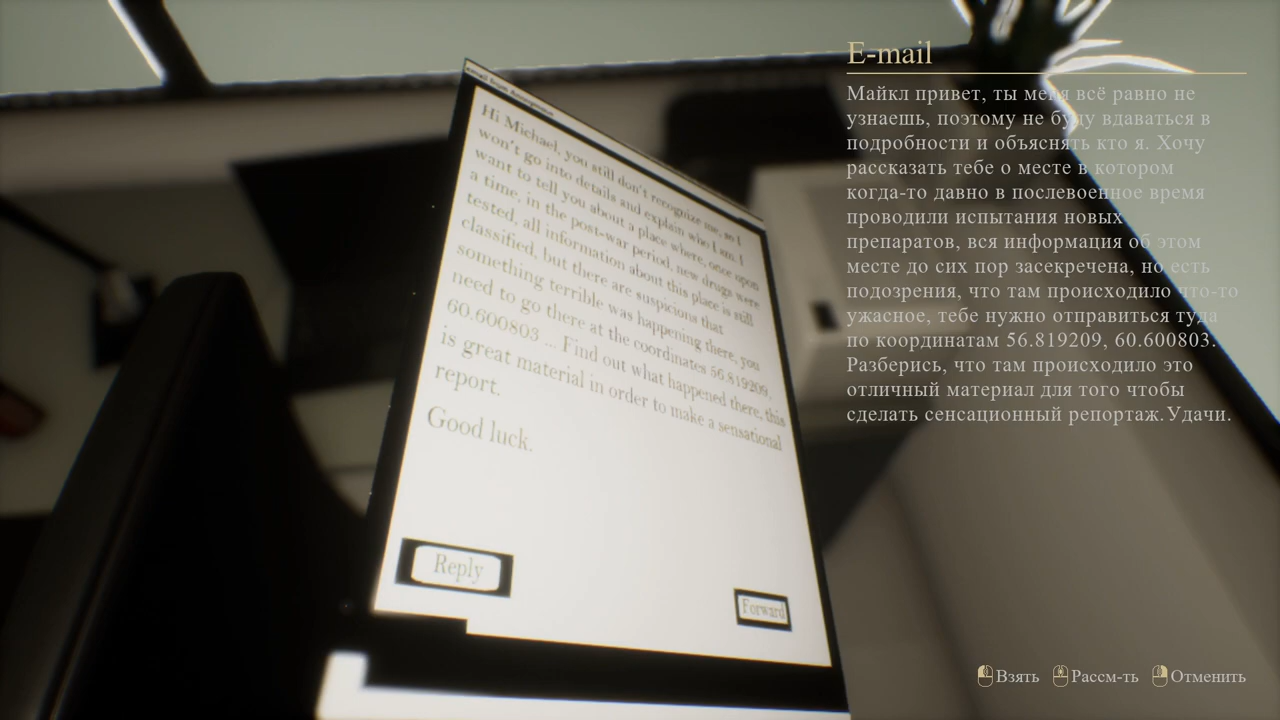 email from Anonymous
Hi Michael, you still don't recognize me, so I
won't go into details and explain who I am. I
want to tell you about a place where, once upon
a time, in the post-war period, new drugs were
tested, all information about this place is still
classified, but there are suspicions that
something terrible was happening there, you
need to go there at the coordinates 56.819209,
60.600803 ... Find out what happened there, this
is great material in order to make a sensational
report.
Good luck.
Reply
Forward
E-mail
Майкл привет, ты меня всё равно не
узнаешь, поэтому не буду вдаваться в
подробности и объяснять кто я. Хочу
рассказать тебе о месте в котором
когда-то давно в послевоенное время
проводили испытания новых
препаратов, вся информация об этом
месте до сих пор засекречена, но есть
подозрения, что там происходило что-то
ужасное, тебе нужно отправиться туда
по координатам 56.819209, 60.600803.
Разберись, что там происходило это
отличный материал для того чтобы
сделать сенсационный репортаж. Удачи.
Взять Рассм-ть Отменить